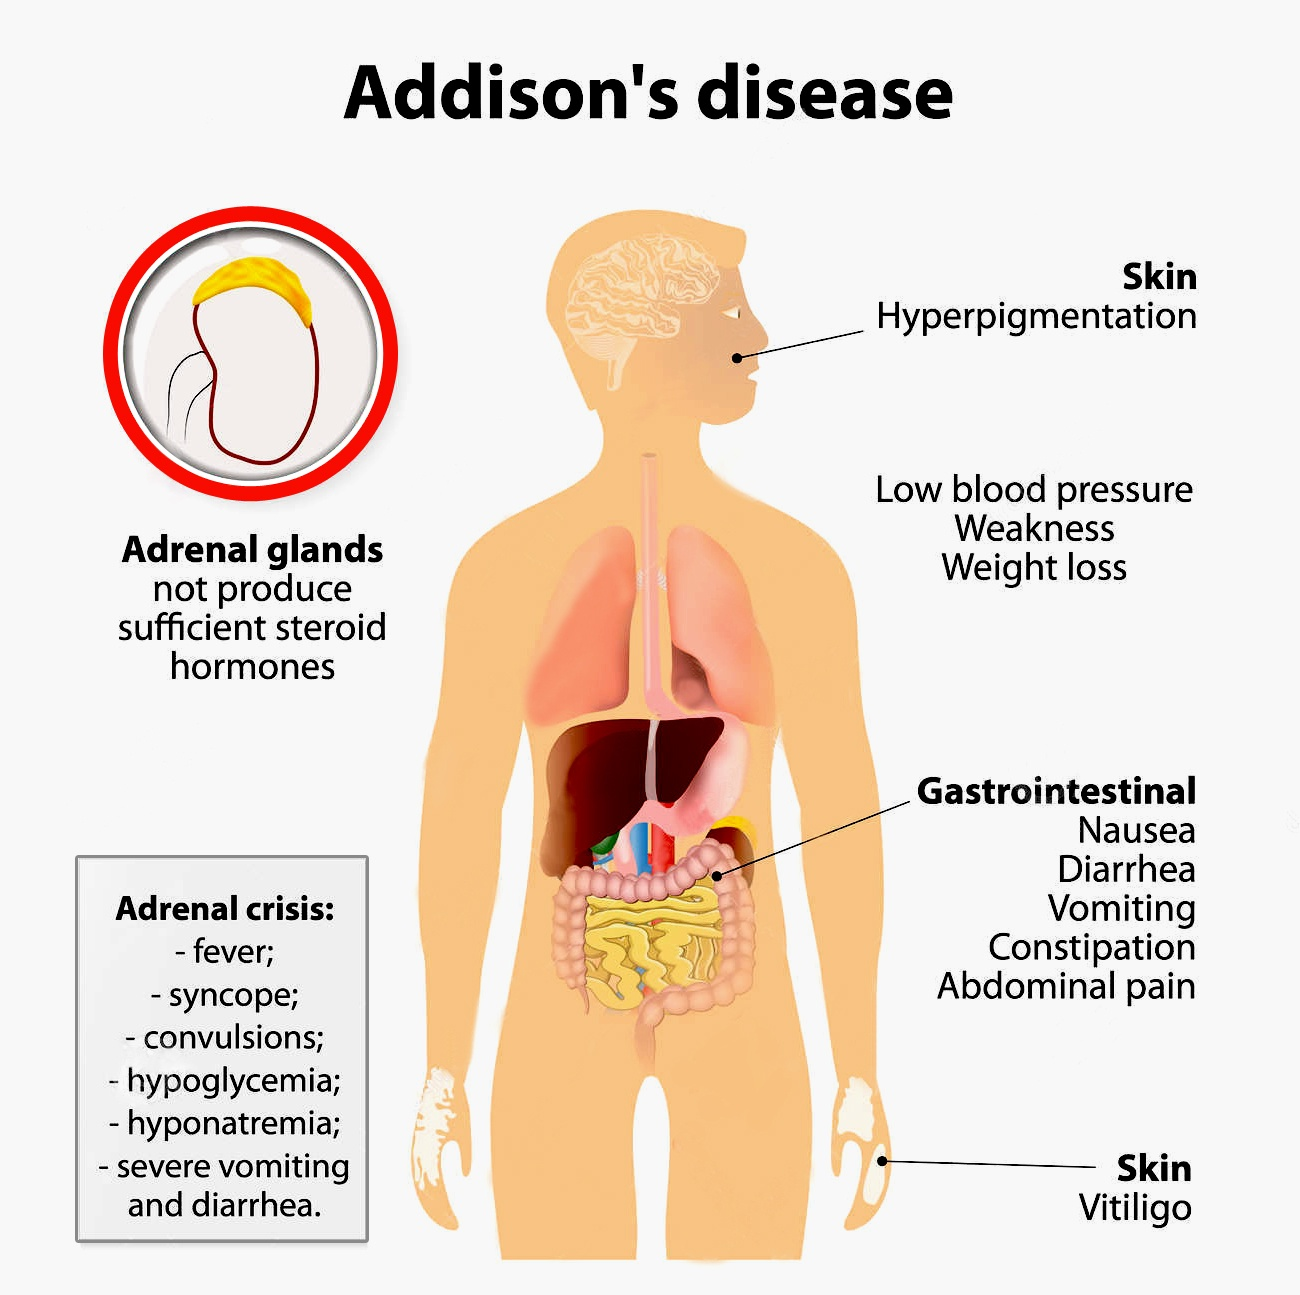 Addison's disease
Adrenal glands
not produce
sufficient steroid
hormones
Adrenal crisis:
- fever;
- syncope;
- convulsions;
- hypoglycemia;
- hyponatremia;
- severe vomiting
and diarrhea.
Skin
Hyperpigmentation
Low blood pressure
Weakness
Weight loss
Gastrointestinal
Nausea
Diarrhea
Vomiting
Constipation
Abdominal pain
Skin
Vitiligo